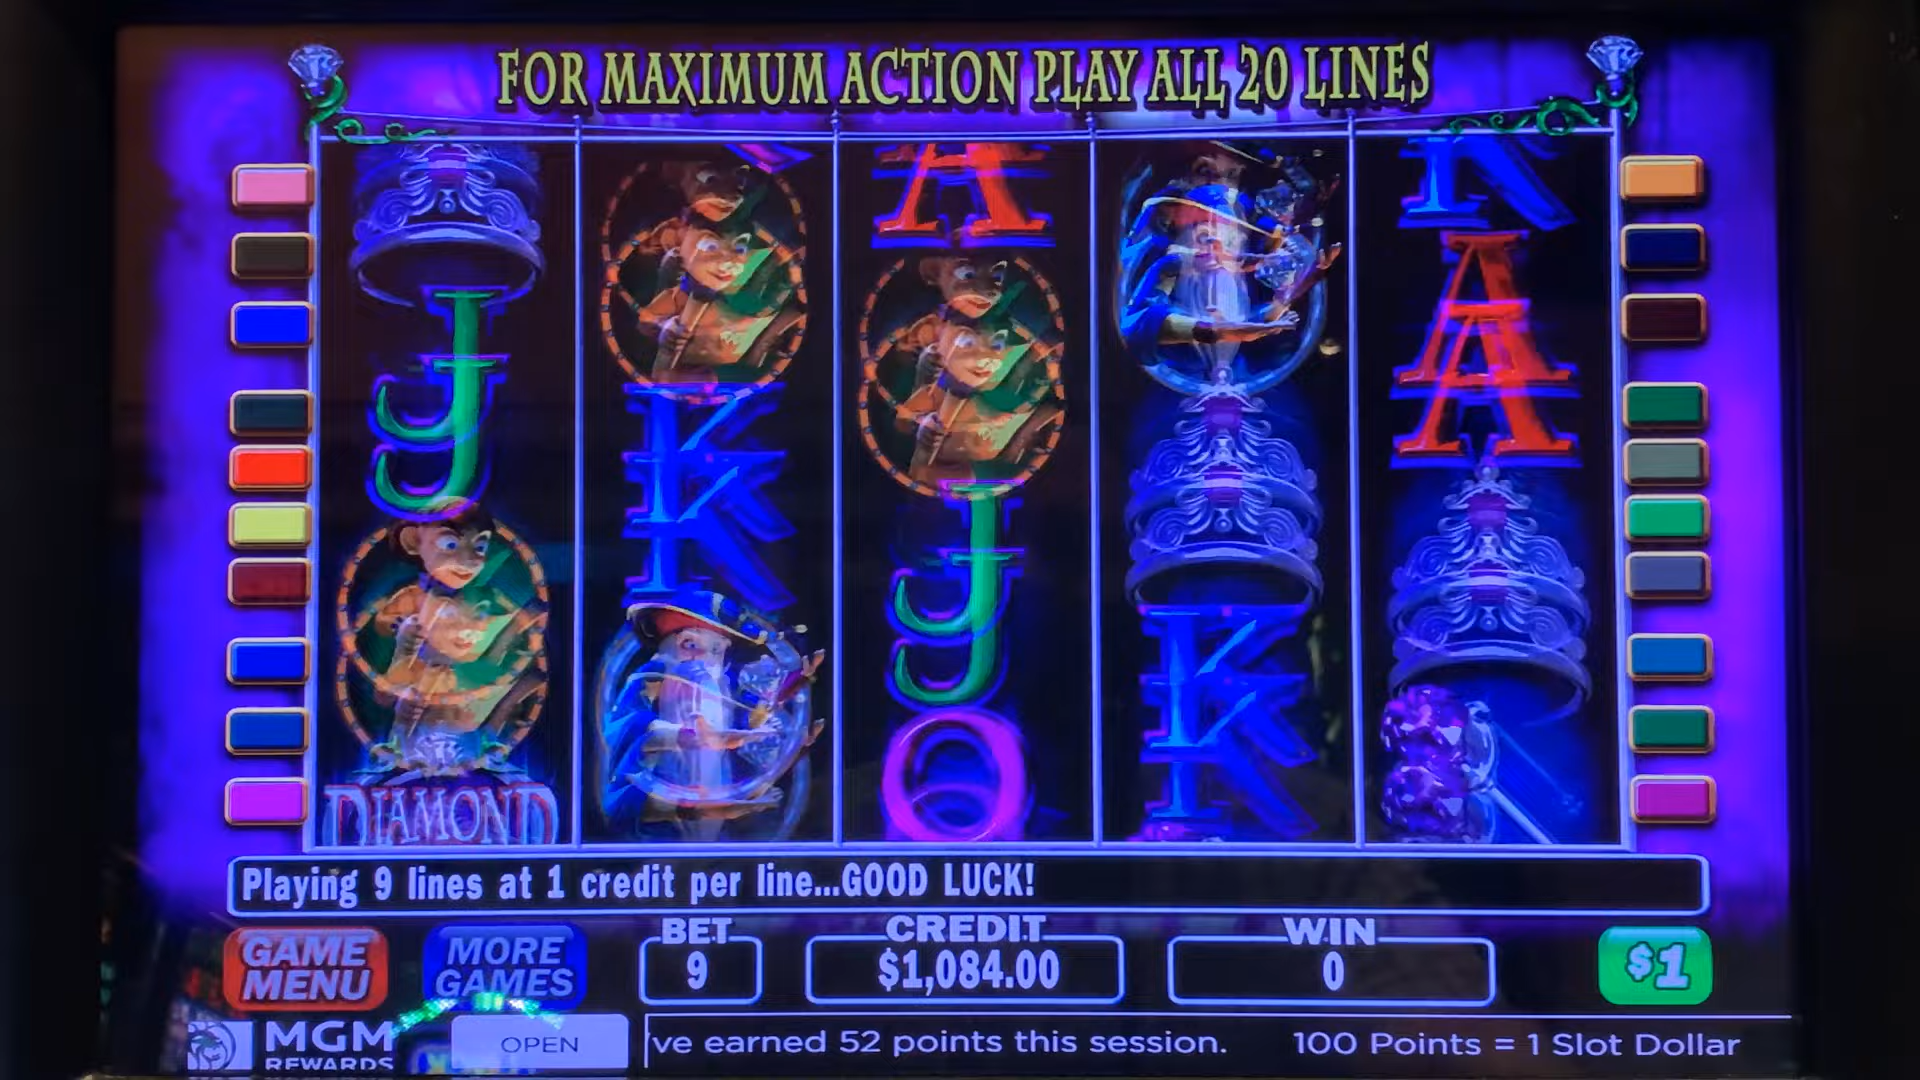 FOR MAXIMUM ACTION PLAY ALL 20 LINES
A
K
J
A
A
J
K
K
A
J
J
K
K
J
K
DIAMOND
Q
K
Playing 9 lines at 1 credit per line...GOOD LUCK!
GAME MENU
MORE GAMES
BET
9
CREDIT
$1,084.00
WIN
0
$1
MGM REWARDS
OPEN
've earned 52 points this session. 100 Points = 1 Slot Dollar